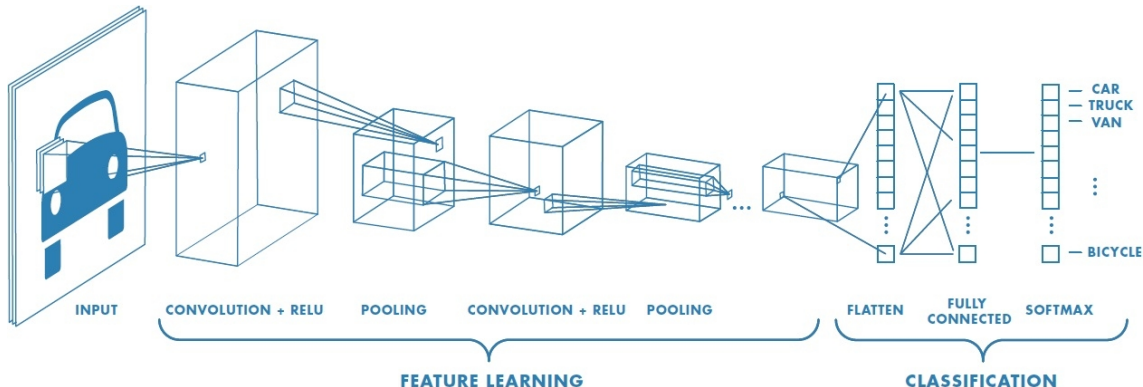 CAR
TRUCK
VAN
BICYCLE
INPUT
CONVOLUTION + RELU
POOLING
CONVOLUTION + RELU
POOLING
FLATTEN
FULLY
CONNECTED
SOFTMAX
FEATURE LEARNING
CLASSIFICATION